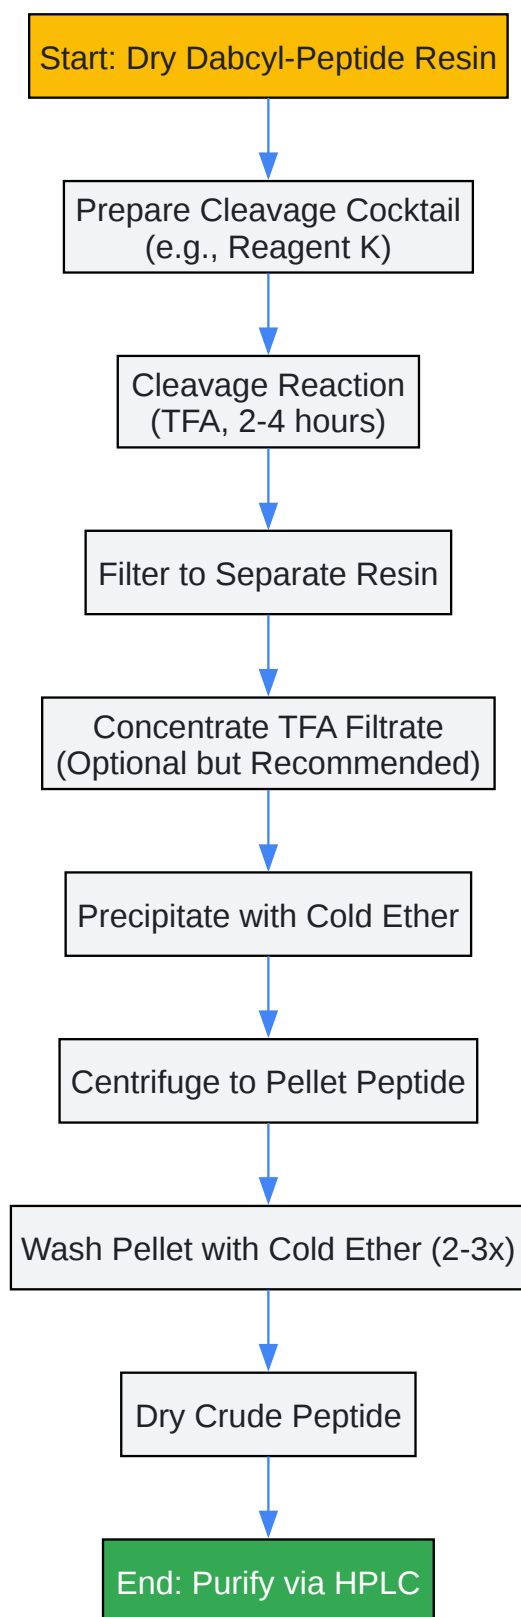 Start: Dry Dabcyl-Peptide Resin
Prepare Cleavage Cocktail
(e.g., Reagent K)
Cleavage Reaction
(TFA, 2-4 hours)
Filter to Separate Resin
Concentrate TFA Filtrate
(Optional but Recommended)
Precipitate with Cold Ether
Centrifuge to Pellet Peptide
Wash Pellet with Cold Ether (2-3x)
Dry Crude Peptide
End: Purify via HPLC